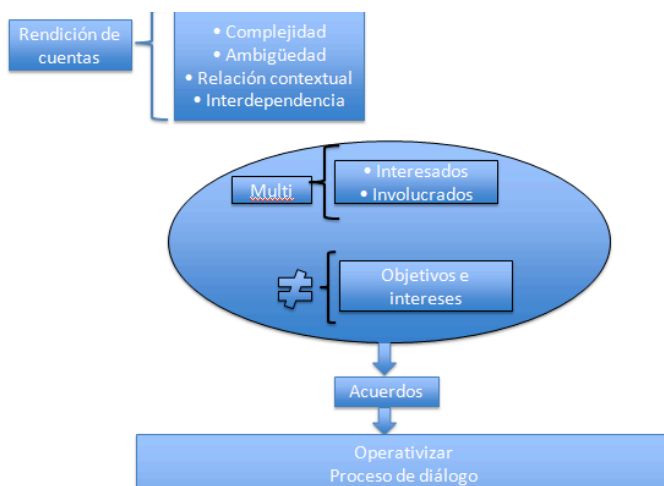 Rendición de
cuentas
• Complejidad
• Ambigüedad
• Relación contextual
• Interdependencia
Multi
• Interesados
• Involucrados
≠
Objetivos e
intereses
Acuerdos
Operativizar
Proceso de diálogo